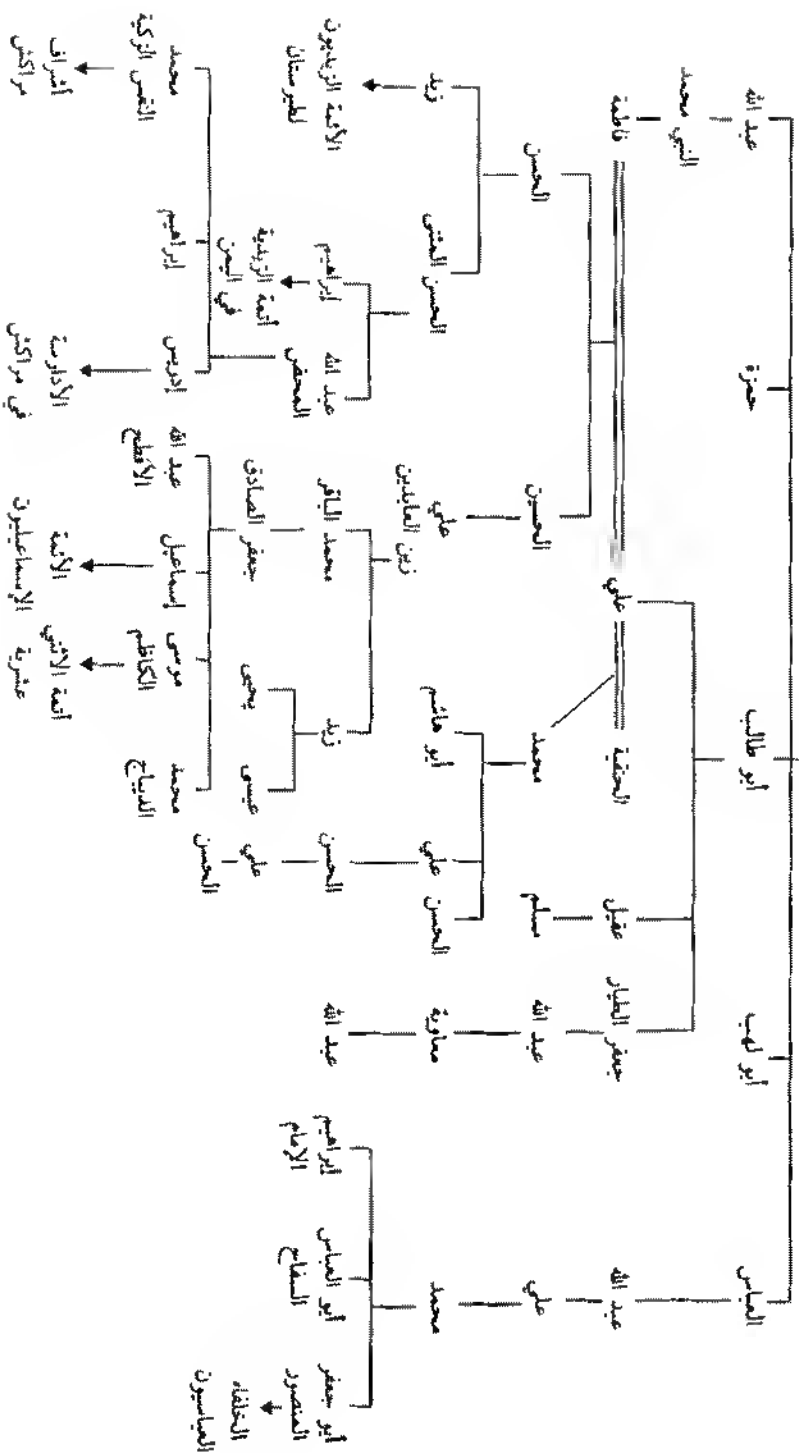 العباس
أبو لهب
أبو طالب
حمزة
عبد الله
النبي محمد
عبد الله
جعفر الطيار
عقيل
الحنفية
علي
فاطمة
علي
عبد الله
مسلم
محمد
الحسين
الحسن
محمد
معاوية
الحسن
علي
أبو هاشم
علي
زين العابدين
الحسن المثنى
زيد
أبو جعفر
المنصور
أبو العباس
السفاح
إبراهيم
الإمام
عبد الله
الحسن
زيد
محمد الباقر
عبد الله
المحض
إبراهيم
الأئمة الزيديون
لطبرستان
الخلفاء
العباسيون
علي
عيسى
يحيى
جعفر
الصادق
أئمة الزيدية
في اليمن
الحسن
محمد
الديباج
موسى
الكاظم
إسماعيل
عبد الله
الأفطح
إدريس
إبراهيم
محمد
النفس الزكية
أئمة الاثني
عشرية
الأئمة
الإسماعيليون
الأدارسة
في مراكش
أشراف
مراكش